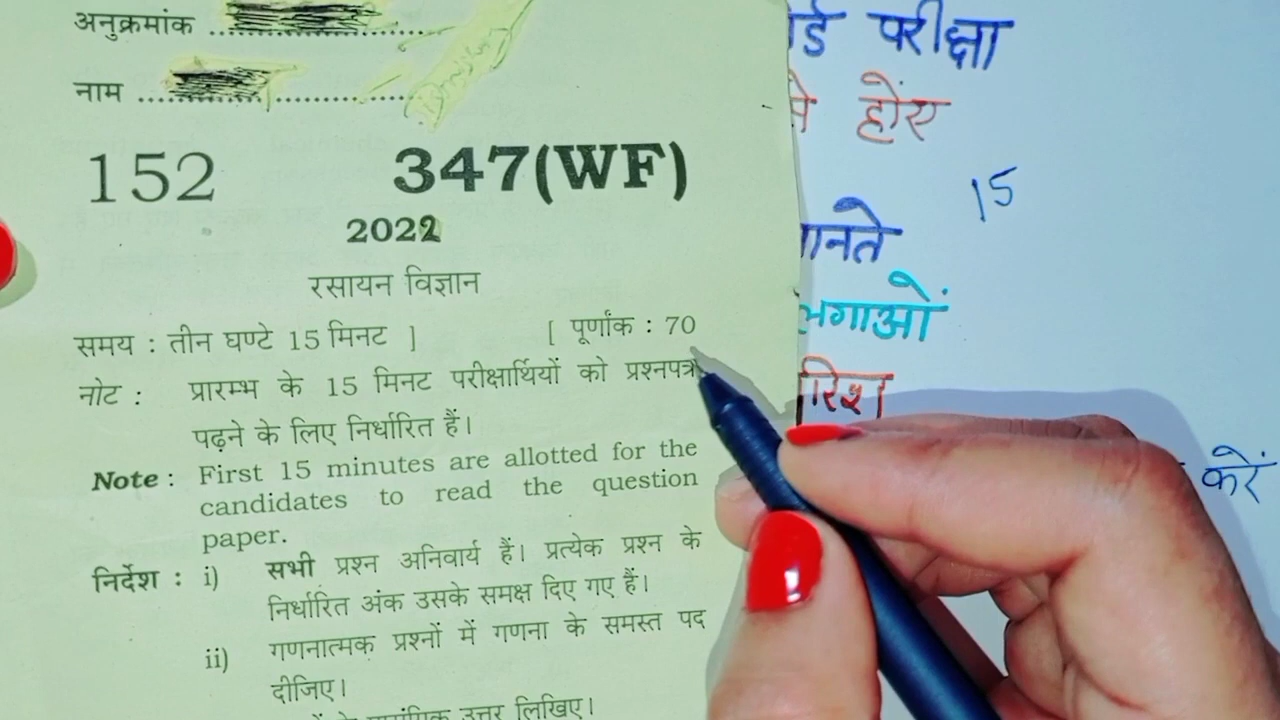 अनुक्रमांक ........................
नाम ................................
152 347(WF)
2022
रसायन विज्ञान
समय : तीन घण्टे 15 मिनट ] [ पूर्णांक : 70
नोट : प्रारम्भ के 15 मिनट परीक्षार्थियों को प्रश्नपत्र
पढ़ने के लिए निर्धारित हैं।
Note : First 15 minutes are allotted for the
candidates to read the question
paper.
निर्देश : i) सभी प्रश्न अनिवार्य हैं। प्रत्येक प्रश्न के
निर्धारित अंक उसके समक्ष दिए गए हैं।
ii) गणनात्मक प्रश्नों में गणना के समस्त पद
दीजिए।
उत्तर लिखिए।
परीक्षा
15
करें